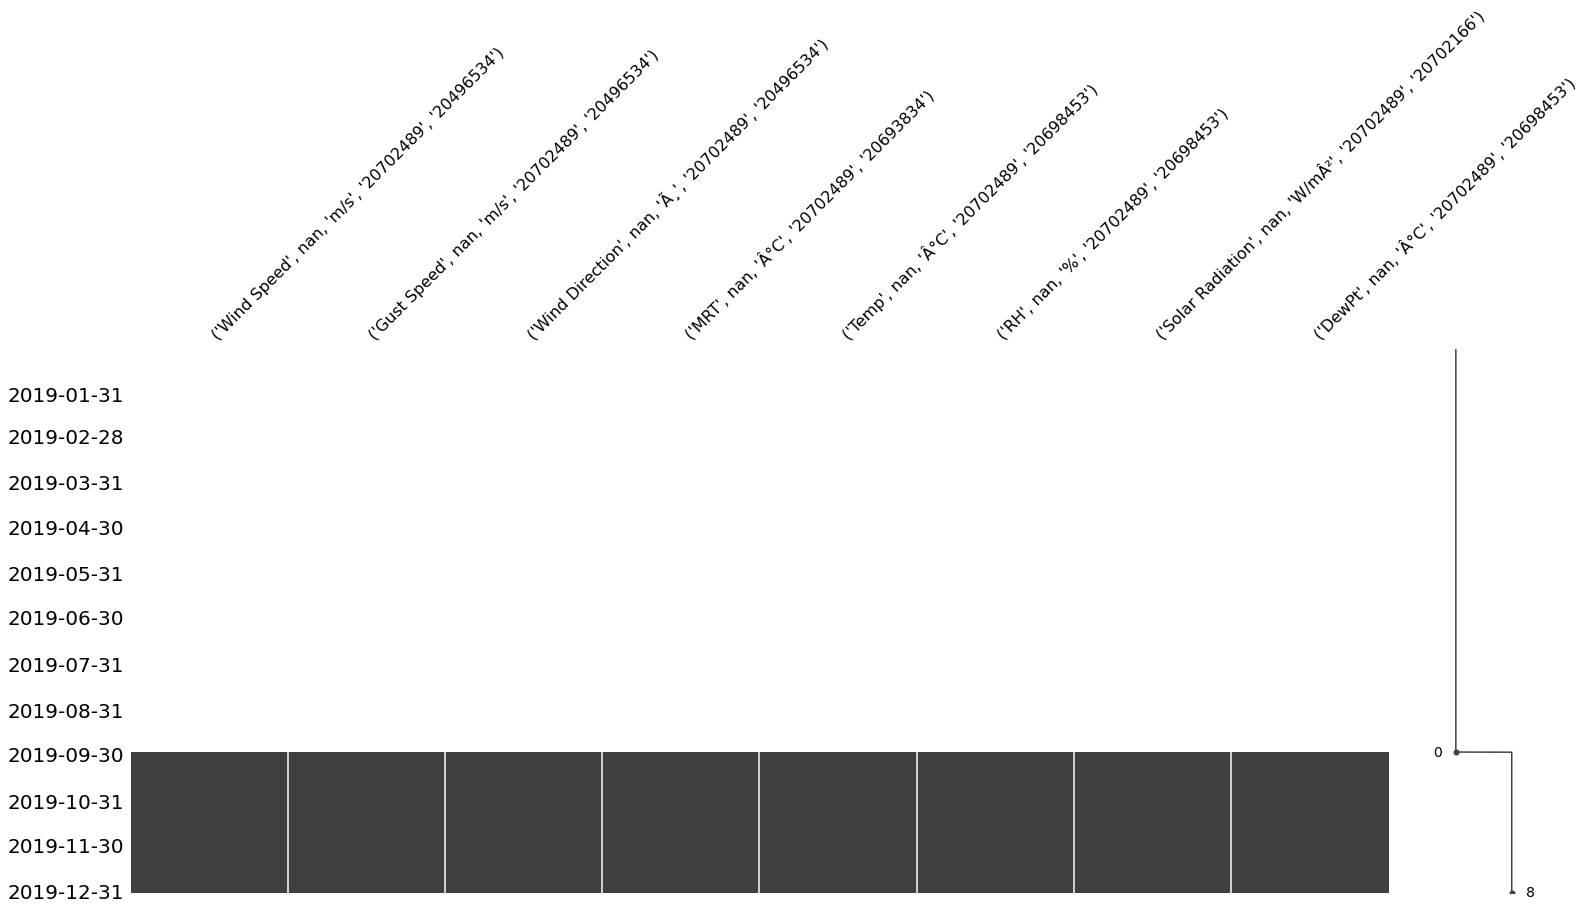 ('Wind Speed', nan, 'm/s', '20702489', '20496534')
('Gust Speed', nan, 'm/s', '20702489', '20496534')
('Wind Direction', nan, 'Ã¸', '20702489', '20496534')
('MRT', nan, 'Â°C', '20702489', '20693834')
('Temp', nan, 'Â°C', '20702489', '20698453')
('RH', nan, '%', '20702489', '20698453')
('Solar Radiation', nan, 'W/mÂ²', '20702489', '20702166')
('DewPt', nan, 'Â°C', '20702489', '20698453')
2019-01-31
2019-02-28
2019-03-31
2019-04-30
2019-05-31
2019-06-30
2019-07-31
2019-08-31
2019-09-30
0
2019-10-31
2019-11-30
2019-12-31
8